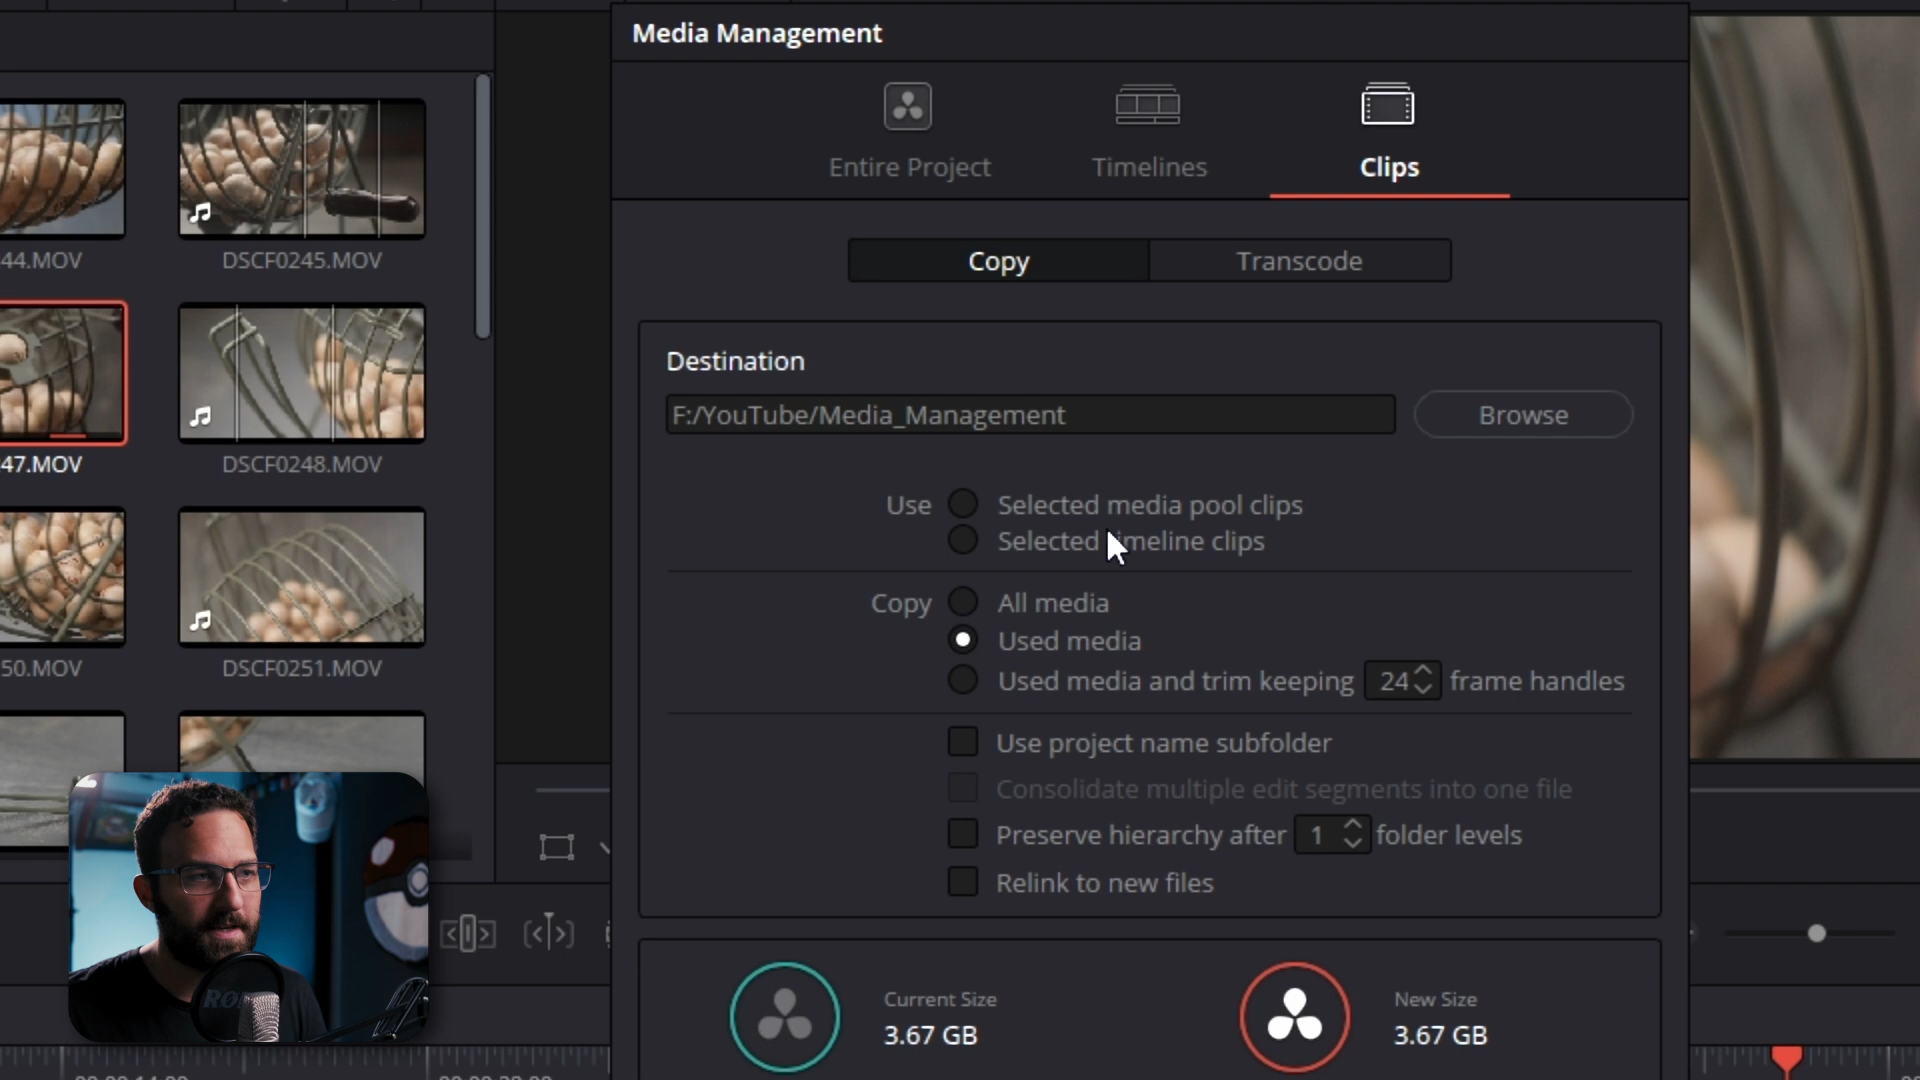 Media Management
Entire Project
Timelines
Clips
Copy
Transcode
Destination
F:/YouTube/Media_Management
Browse
Use
Selected media pool clips
Selected timeline clips
Copy
All media
Used media
Used media and trim keeping 24 frame handles
Use project name subfolder
Consolidate multiple edit segments into one file
Preserve hierarchy after 1 folder levels
Relink to new files
Current Size
3.67 GB
New Size
3.67 GB
44.MOV
DSCF0245.MOV
47.MOV
DSCF0248.MOV
50.MOV
DSCF0251.MOV